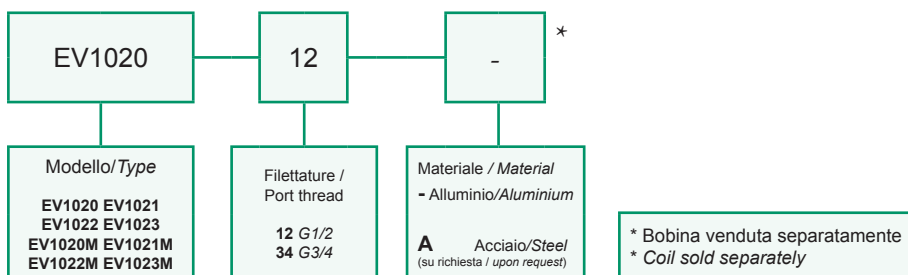 EV1020
12
-
*
Modello/Type
EV1020 EV1021
EV1022 EV1023
EV1020M EV1021M
EV1022M EV1023M
Filettature /
Port thread
12 G1/2
34 G3/4
Materiale / Material
- Alluminio/Aluminium
A Acciaio/Steel
(su richiesta / upon request)
* Bobina venduta separatamente
* Coil sold separately